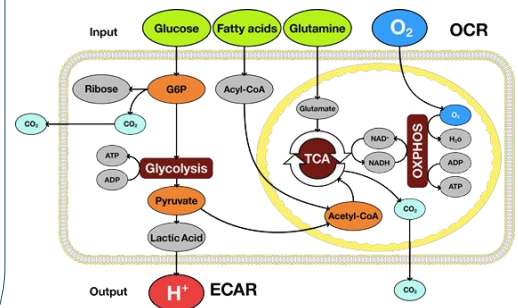 Input
Glucose
Fatty acids
Glutamine
O₂
OCR
Ribose
G6P
Acyl-CoA
Glutamate
CO₂
CO₂
O₂
ATP
ADP
Glycolysis
TCA
NAD⁺
NADH
OXPHOS
H₂O
ADP
ATP
Pyruvate
Acetyl-CoA
CO₂
Lactic Acid
CO₂
Output
H⁺
ECAR